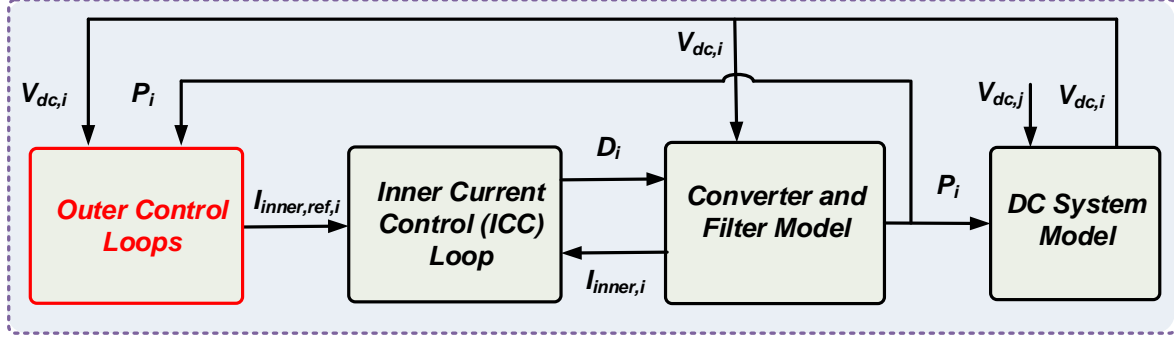 V_dc,i
V_dc,i
P_i
V_dc,j
V_dc,i
Outer Control
Loops
I_inner,ref,i
Inner Current
Control (ICC)
Loop
D_i
I_inner,i
Converter and
Filter Model
P_i
DC System
Model